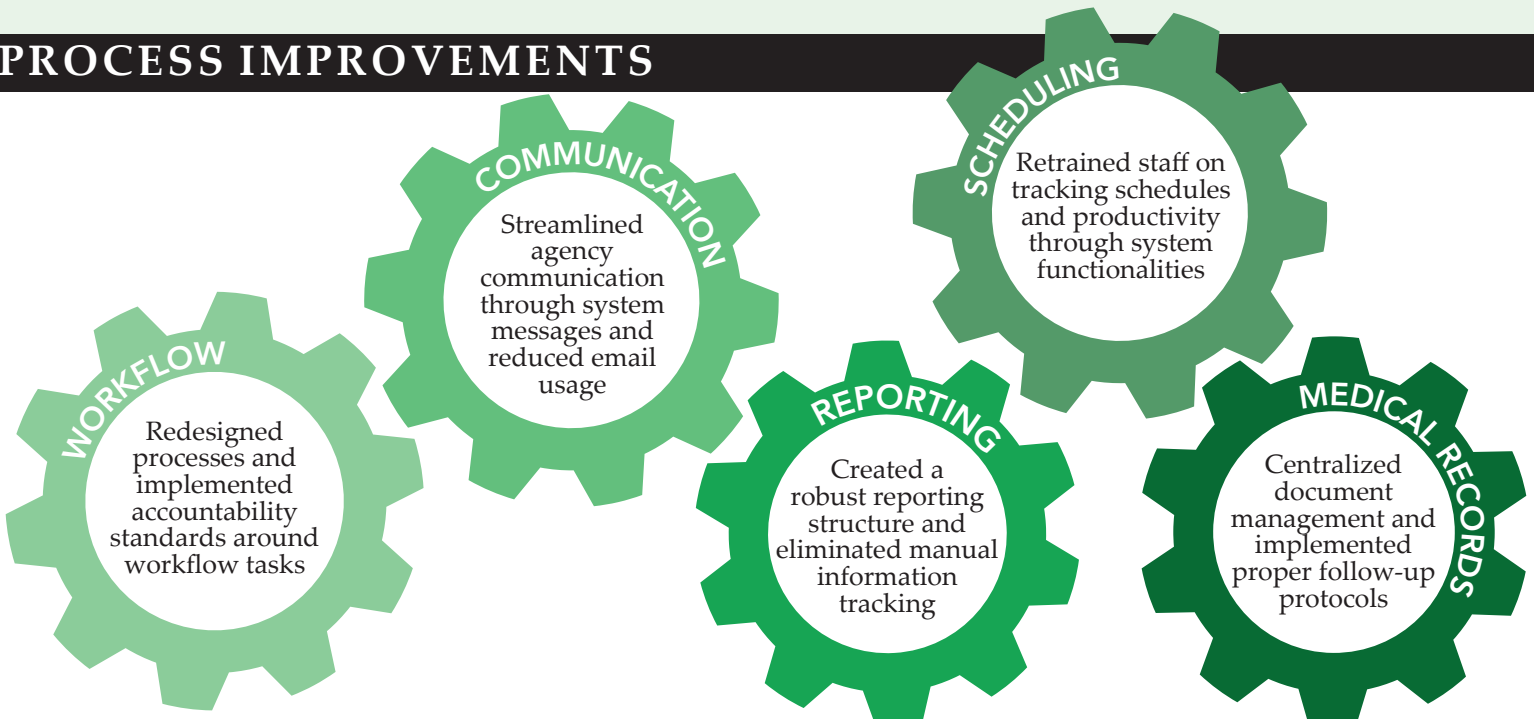 PROCESS IMPROVEMENTS
WORKFLOW
Redesigned
processes and
implemented
accountability
standards around
workflow tasks
COMMUNICATION
Streamlined
agency
communication
through system
messages and
reduced email
usage
REPORTING
Created a
robust reporting
structure and
eliminated manual
information
tracking
SCHEDULING
Retrained staff on
tracking schedules
and productivity
through system
functionalities
MEDICAL RECORDS
Centralized
document
management and
implemented
proper follow-up
protocols